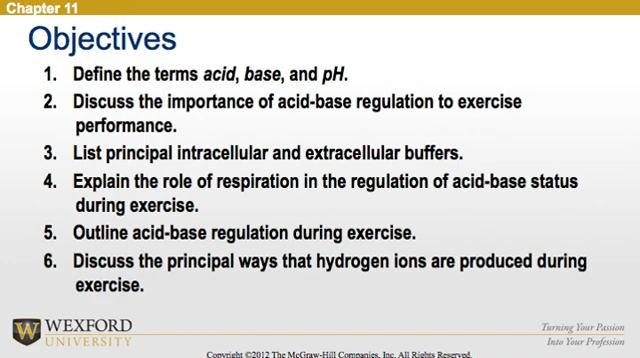 Chapter 11
Objectives
1. Define the terms acid, base, and pH.
2. Discuss the importance of acid-base regulation to exercise
performance.
3. List principal intracellular and extracellular buffers.
4. Explain the role of respiration in the regulation of acid-base status
during exercise.
5. Outline acid-base regulation during exercise.
6. Discuss the principal ways that hydrogen ions are produced during
exercise.
W WEXFORD
UNIVERSITY
Turning Your Passion
Into Your Profession
Copyright ©2012 The McGraw-Hill Companies, Inc. All Rights Reserved.